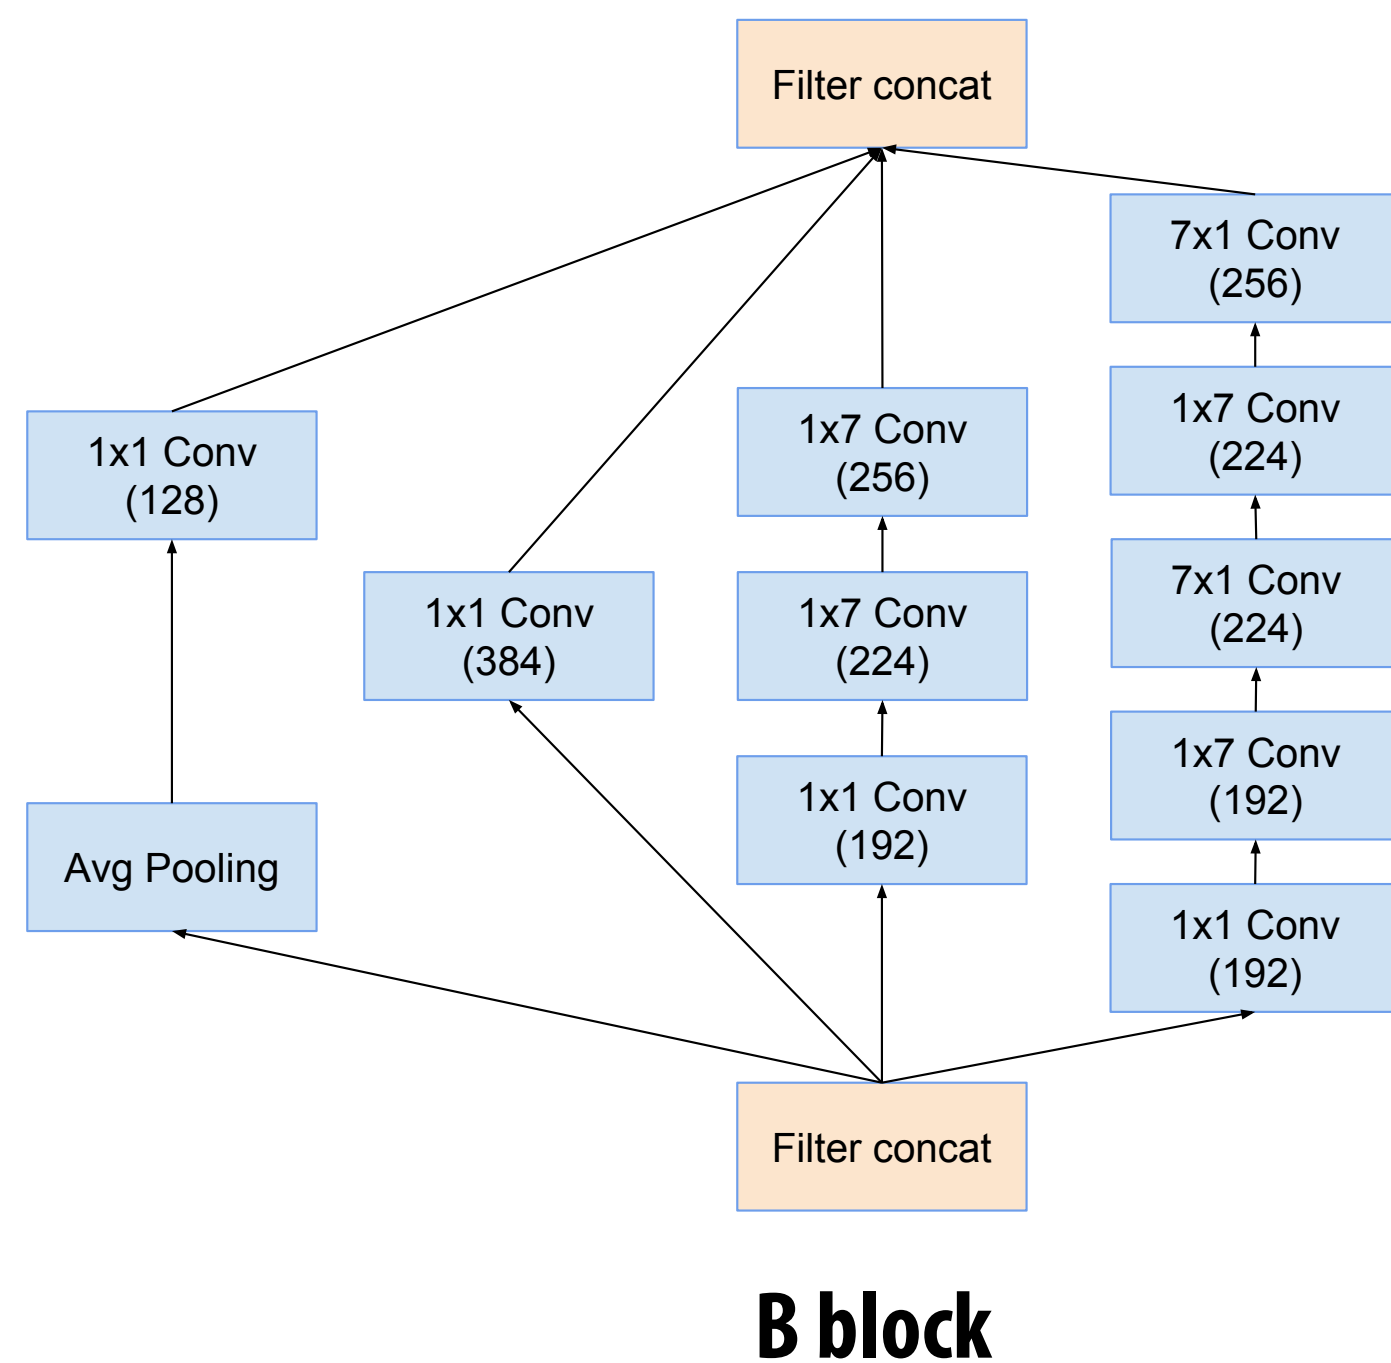 Filter concat
7x1 Conv
(256)
1x7 Conv
(224)
7x1 Conv
(224)
1x7 Conv
(192)
1x1 Conv
(192)
1x7 Conv
(256)
1x7 Conv
(224)
1x1 Conv
(192)
1x1 Conv
(384)
1x1 Conv
(128)
Avg Pooling
Filter concat
B block